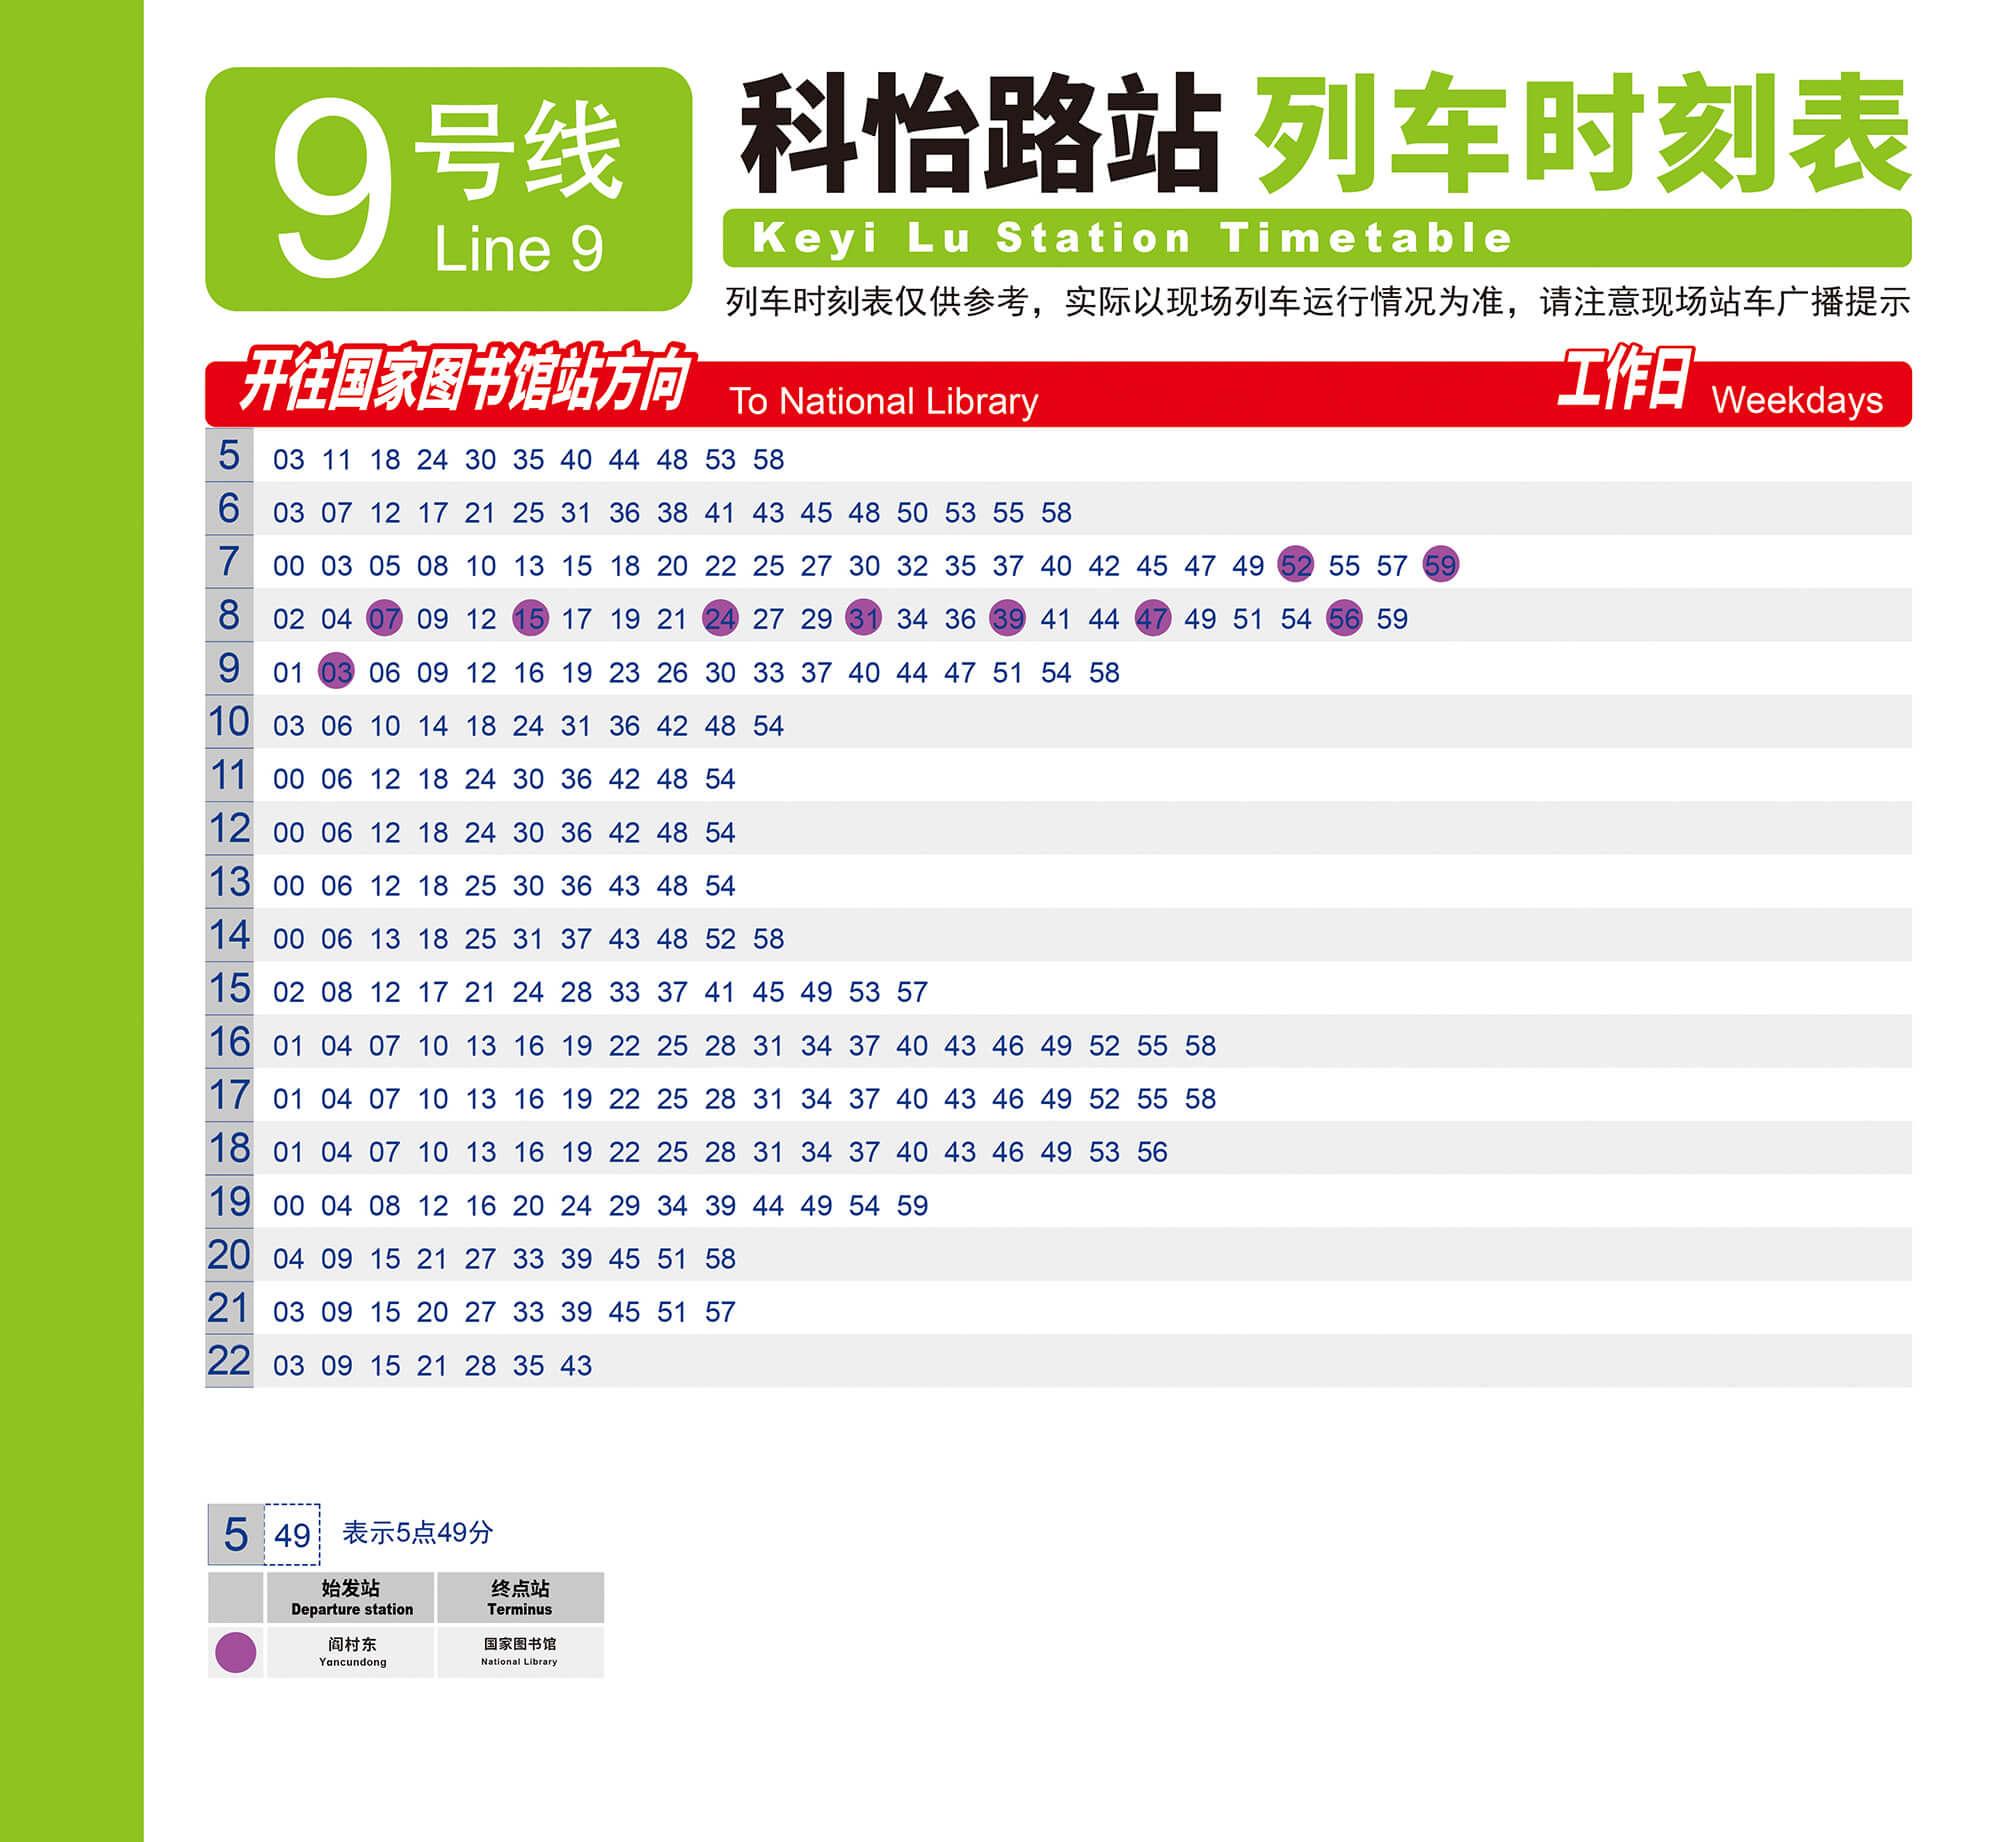 9号线
Line 9
科怡路站 列车时刻表
Keyi Lu Station Timetable
列车时刻表仅供参考，实际以现场列车运行情况为准，请注意现场站车广播提示
开往国家图书馆站方向 To National Library 工作日 Weekdays
5 03 11 18 24 30 35 40 44 48 53 58
6 03 07 12 17 21 25 31 36 38 41 43 45 48 50 53 55 58
7 00 03 05 08 10 13 15 18 20 22 25 27 30 32 35 37 40 42 45 47 49 52 55 57 59
8 02 04 07 09 12 15 17 19 21 24 27 29 31 34 36 39 41 44 47 49 51 54 56 59
9 01 03 06 09 12 16 19 23 26 30 33 37 40 44 47 51 54 58
10 03 06 10 14 18 24 31 36 42 48 54
11 00 06 12 18 24 30 36 42 48 54
12 00 06 12 18 24 30 36 42 48 54
13 00 06 12 18 25 30 36 43 48 54
14 00 06 13 18 25 31 37 43 48 52 58
15 02 08 12 17 21 24 28 33 37 41 45 49 53 57
16 01 04 07 10 13 16 19 22 25 28 31 34 37 40 43 46 49 52 55 58
17 01 04 07 10 13 16 19 22 25 28 31 34 37 40 43 46 49 52 55 58
18 01 04 07 10 13 16 19 22 25 28 31 34 37 40 43 46 49 53 56
19 00 04 08 12 16 20 24 29 34 39 44 49 54 59
20 04 09 15 21 27 33 39 45 51 58
21 03 09 15 20 27 33 39 45 51 57
22 03 09 15 21 28 35 43
5 49 表示5点49分
始发站 终点站
Departure station Terminus
阎村东 国家图书馆
Yancundong National Library